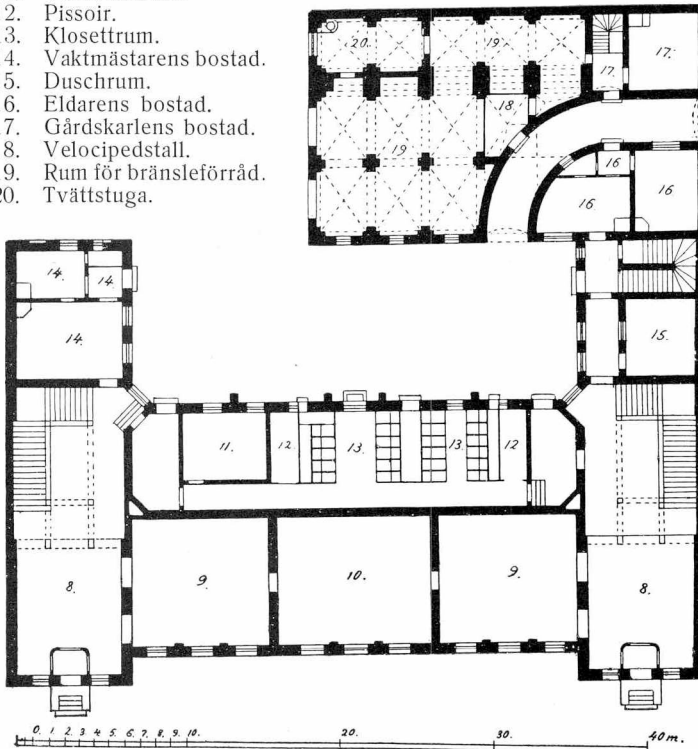 2. Pissoir.
3. Klosettrum.
4. Vaktmästarens bostad.
5. Duschrum.
6. Eldarens bostad.
7. Gårdskarlens bostad.
8. Velocipedstall.
9. Rum för bränsleförråd.
20. Tvättstuga.
20. 19. 17.
17.
18
19
16 16
16
14. 14.
15.
14.
11. 12. 13. 13. 12
8. 9. 10. 9. 8.
0. 1. 2. 3 4 5. 6. 7. 8. 9. 10. 20. 30. 40 m.